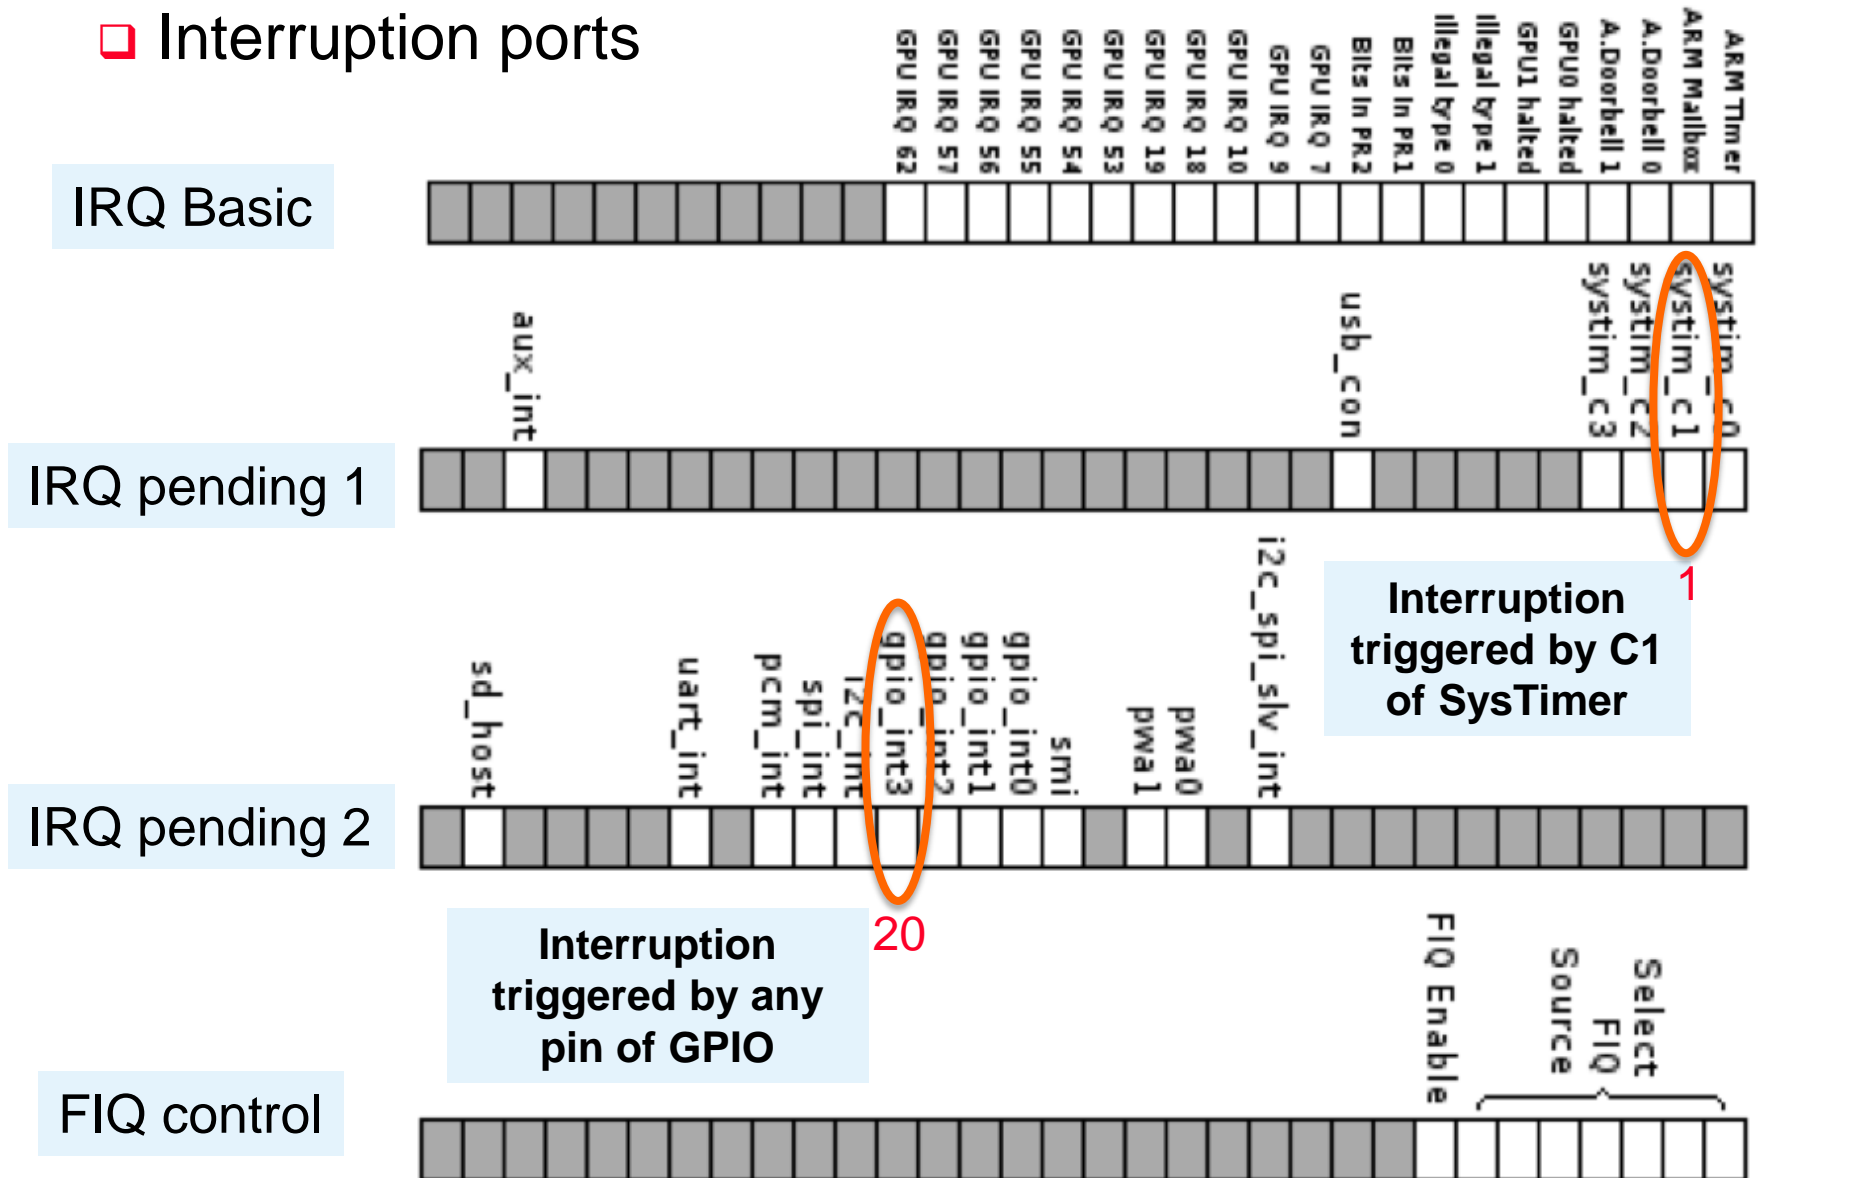 Interruption ports
GPU IRQ 62
GPU IRQ 57
GPU IRQ 56
GPU IRQ 55
GPU IRQ 54
GPU IRQ 53
GPU IRQ 19
GPU IRQ 18
GPU IRQ 10
GPU IRQ 9
GPU IRQ 7
Bits in PR2
Bits in PR1
Illegal type 0
Illegal type 1
GPU1 halted
GPU0 halted
A.Doorbell 1
A.Doorbell 0
ARM Mailbox
ARM Timer
IRQ Basic
aux_int
usb_con
systim_c3
systim_c2
systim_c1
systim_c0
IRQ pending 1
1
Interruption
triggered by C1
of SysTimer
sd_host
uart_int
pcm_int
spi_int
i2c_int
gpio_int3
gpio_int2
gpio_int1
gpio_int0
smi
pwa1
pwa0
i2c_spi_slv_int
IRQ pending 2
20
Interruption
triggered by any
pin of GPIO
FIQ Enable
Select
FIQ
Source
FIQ control